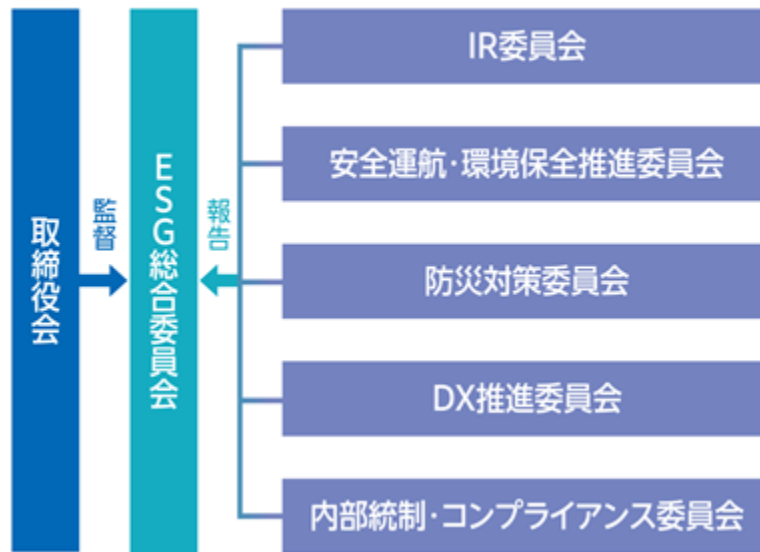 取締役会
監督
ESG総合委員会
報告
IR委員会
安全運航·環境保全推進委員会
防災対策委員会
DX推進委員会
内部統制·コンプライアンス委員会